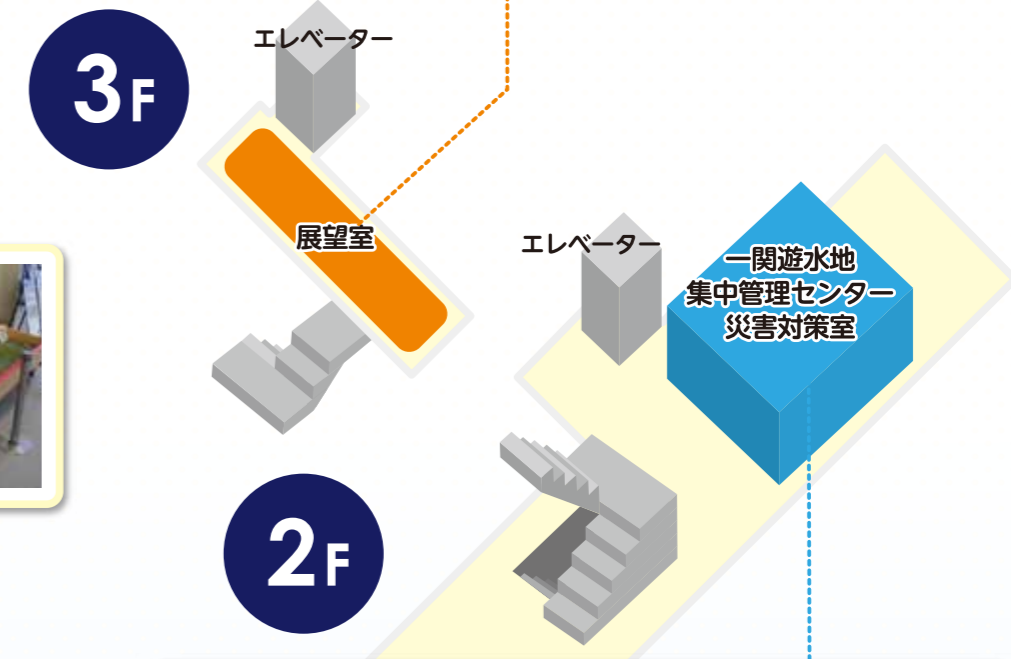 3F
エレベーター
展望室
エレベーター
一関遊水地
集中管理センター
災害対策室
2F